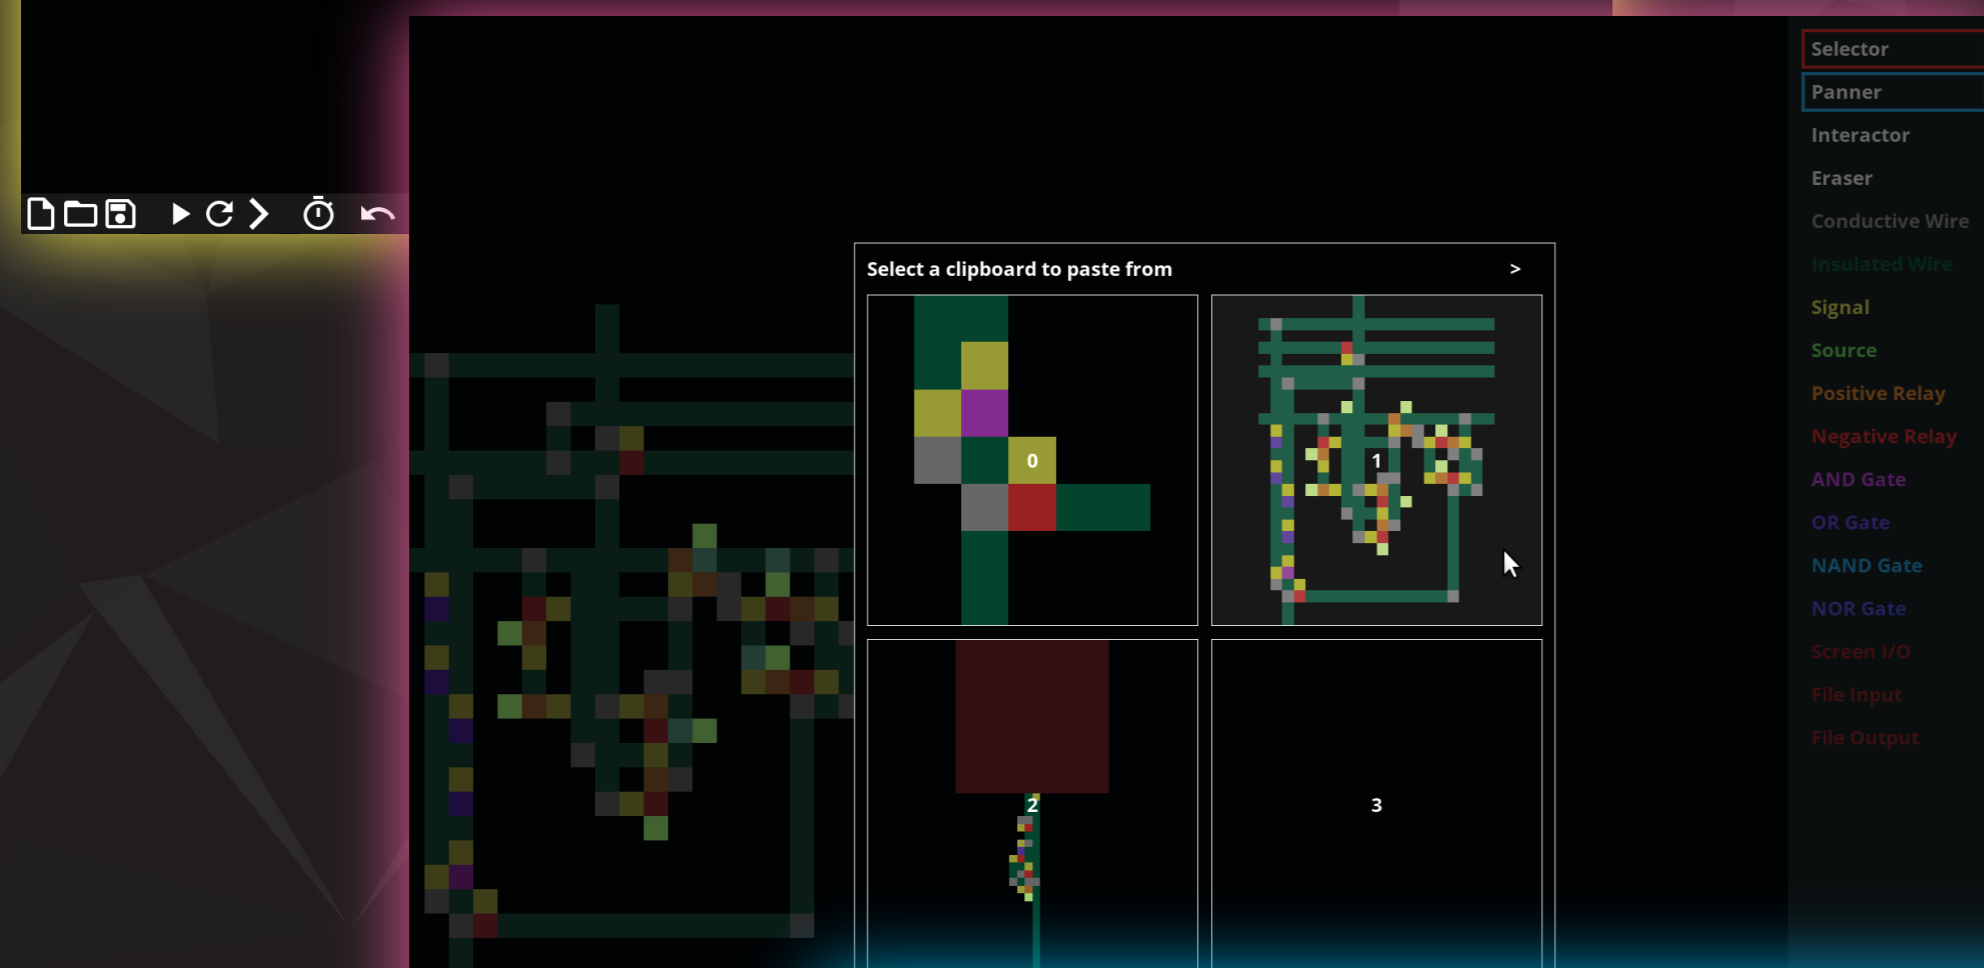 Select a clipboard to paste from >
0
1
2
3
Selector
Panner
Interactor
Eraser
Conductive Wire
Insulated Wire
Signal
Source
Positive Relay
Negative Relay
AND Gate
OR Gate
NAND Gate
NOR Gate
Screen I/O
File Input
File Output